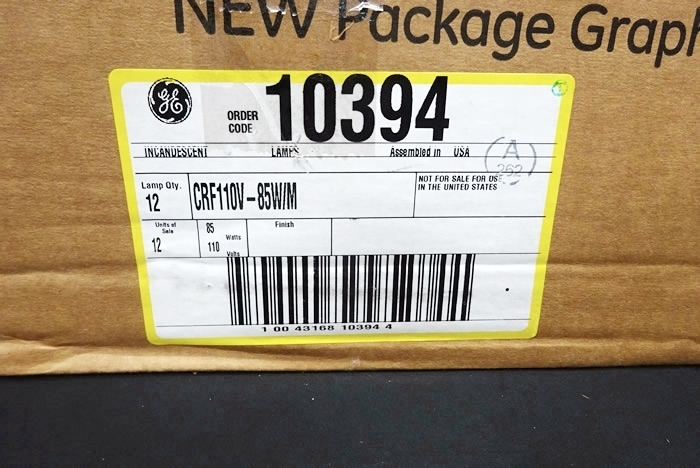 NEW Package Graph
GE
ORDER CODE 10394
INCANDESCENT LAMPS Assembled in USA
A
262
Lamp Qty. 12
CRF110V-85W/M
NOT FOR SALE FOR USE
IN THE UNITED STATES
Units of Sale 12
85 Watts
110 Volts
Finish
1 00 43168 10394 4